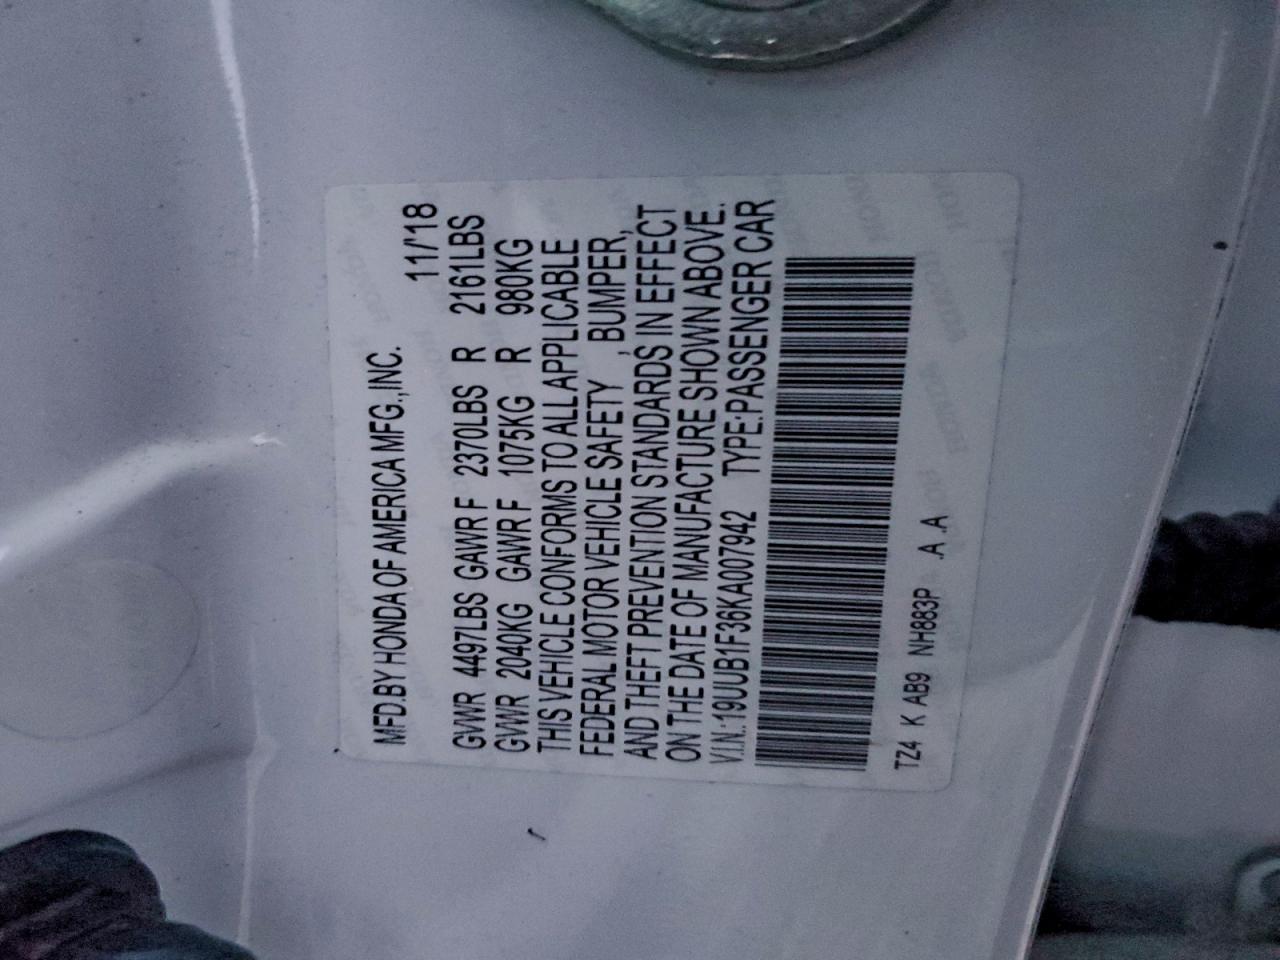 MFD.BY HONDA OF AMERICA MFG.,INC.
11/'18
GVWR 4497LBS GAWR F 2370LBS R 2161LBS
GVWR 2040KG GAWR F 1075KG R 980KG
THIS VEHICLE CONFORMS TO ALL APPLICABLE
FEDERAL MOTOR VEHICLE SAFETY , BUMPER,
AND THEFT PREVENTION STANDARDS IN EFFECT
ON THE DATE OF MANUFACTURE SHOWN ABOVE.
V.I.N.:19UUB1F36KA007942 TYPE:PASSENGER CAR
TZ4 K AB9 NH883P .A .A